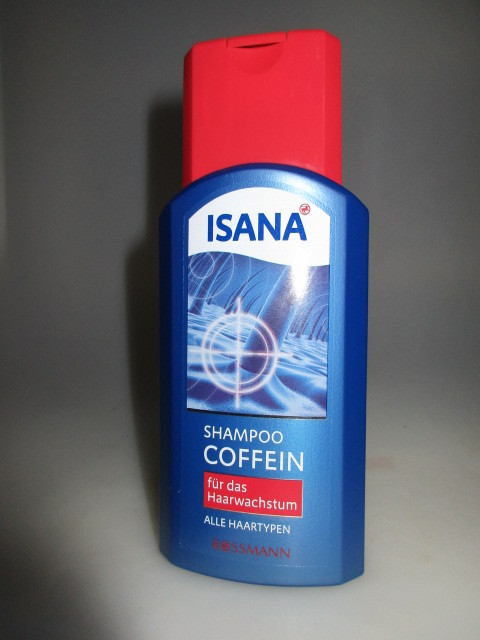 ISANA
SHAMPOO
COFFEIN
für das
Haarwachstum
ALLE HAARTYPEN
ROSSMANN